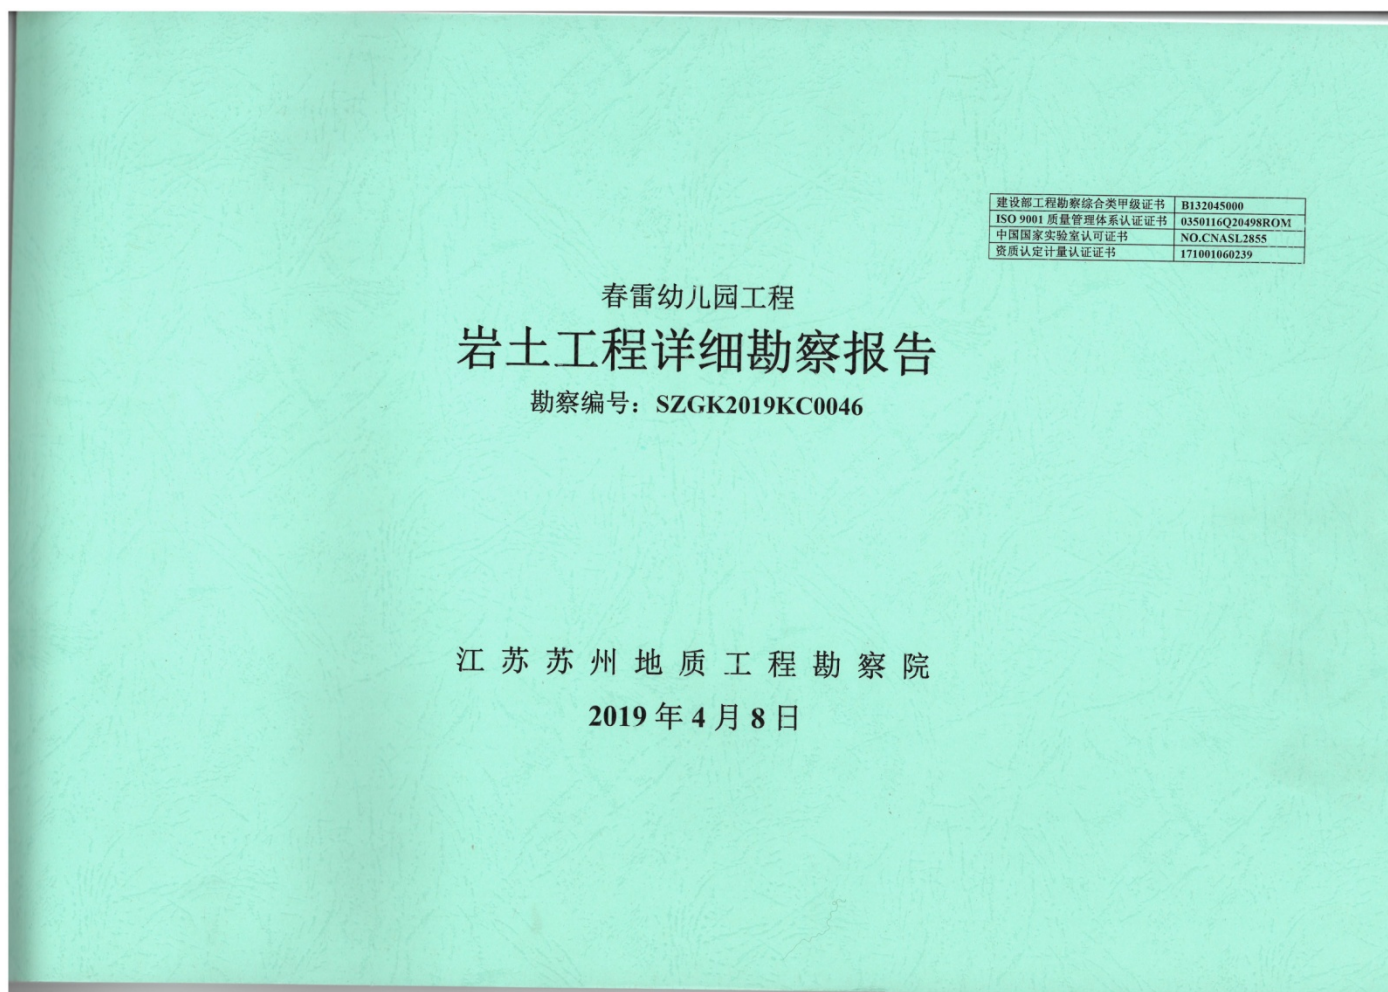 建设部工程勘察综合类甲级证书 B132045000
ISO 9001 质量管理体系认证证书 0350116Q20498ROM
中国国家实验室认可证书 NO.CNASL2855
资质认定计量认证证书 171001060239
春雷幼儿园工程
岩土工程详细勘察报告
勘察编号：SZGK2019KC0046
江苏苏州地质工程勘察院
2019 年 4 月 8 日